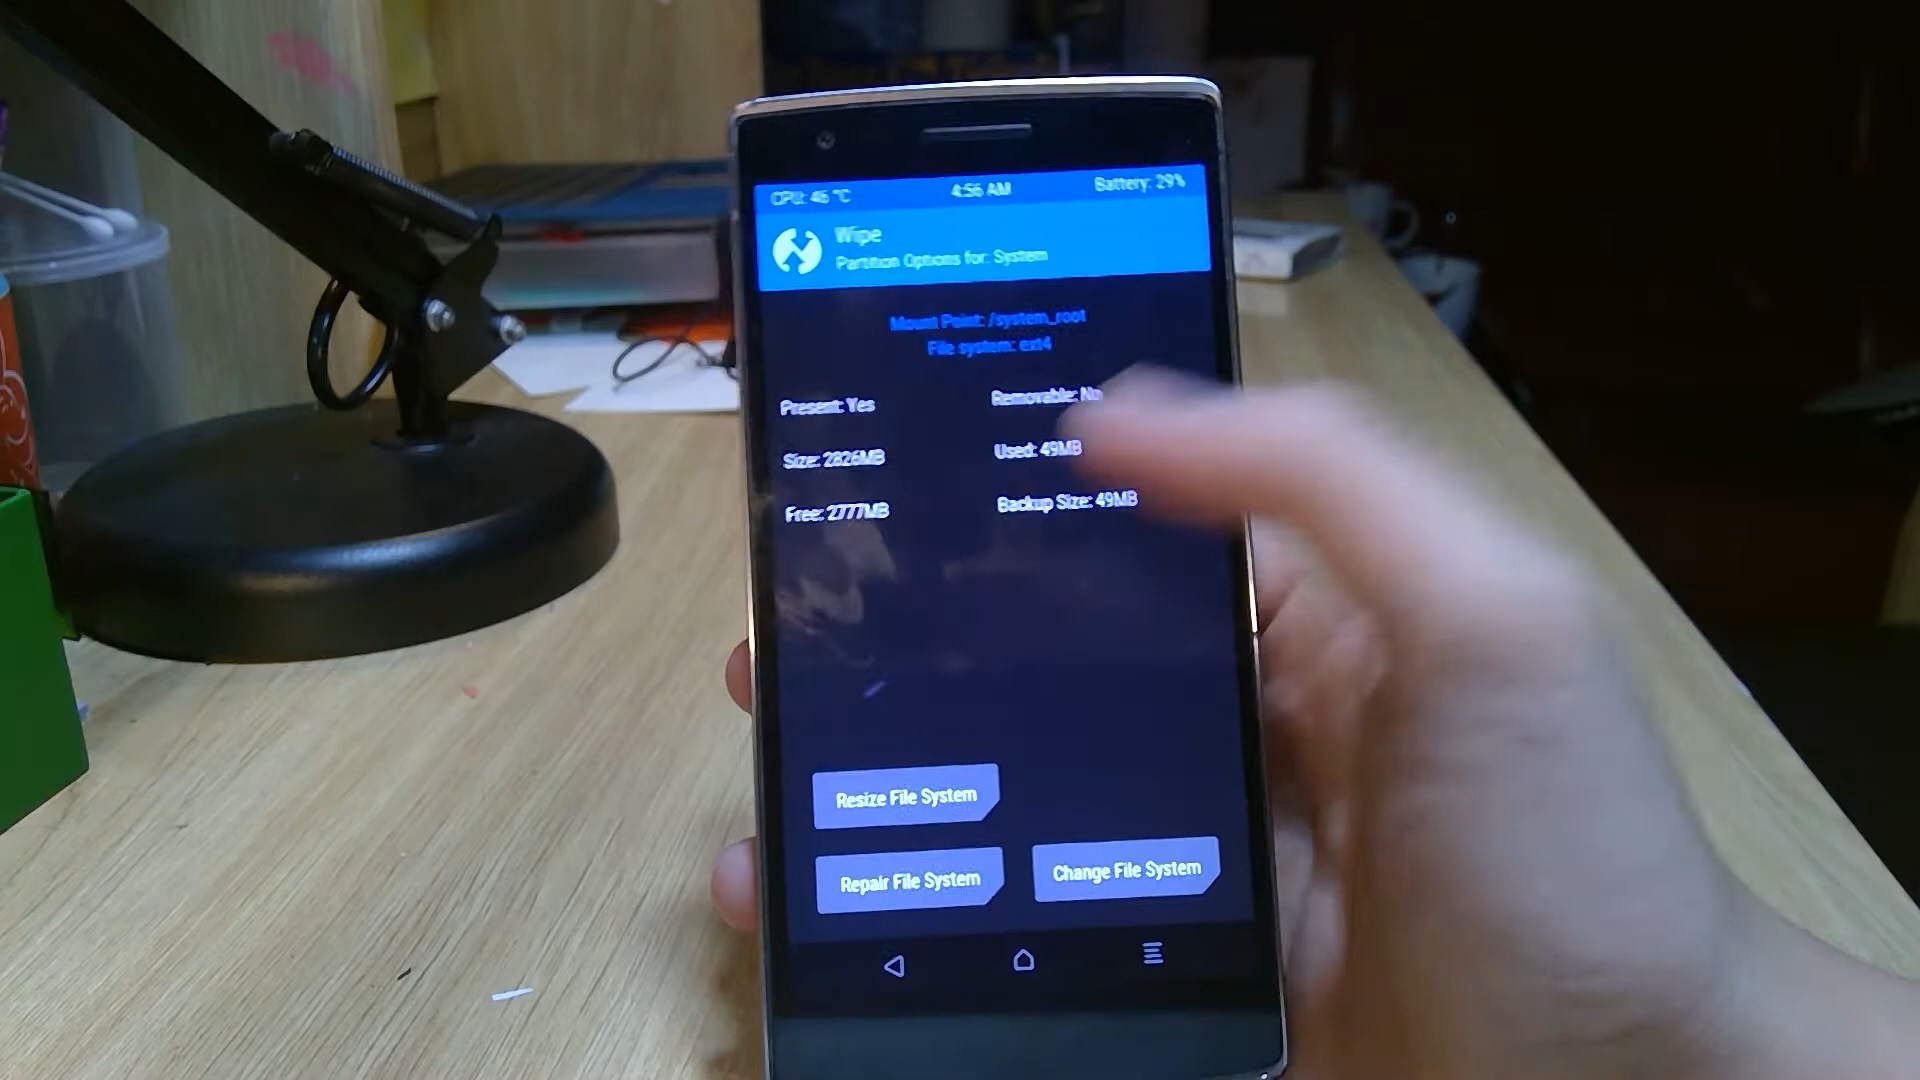 CPU: 46 °C
4:56 AM
Battery: 29%
Wipe
Partition Options for: System
Mount Point: /system_root
File system: ext4
Present: Yes
Removable: No
Size: 2826MB
Used: 49MB
Free: 2777MB
Backup Size: 49MB
Resize File System
Repair File System
Change File System